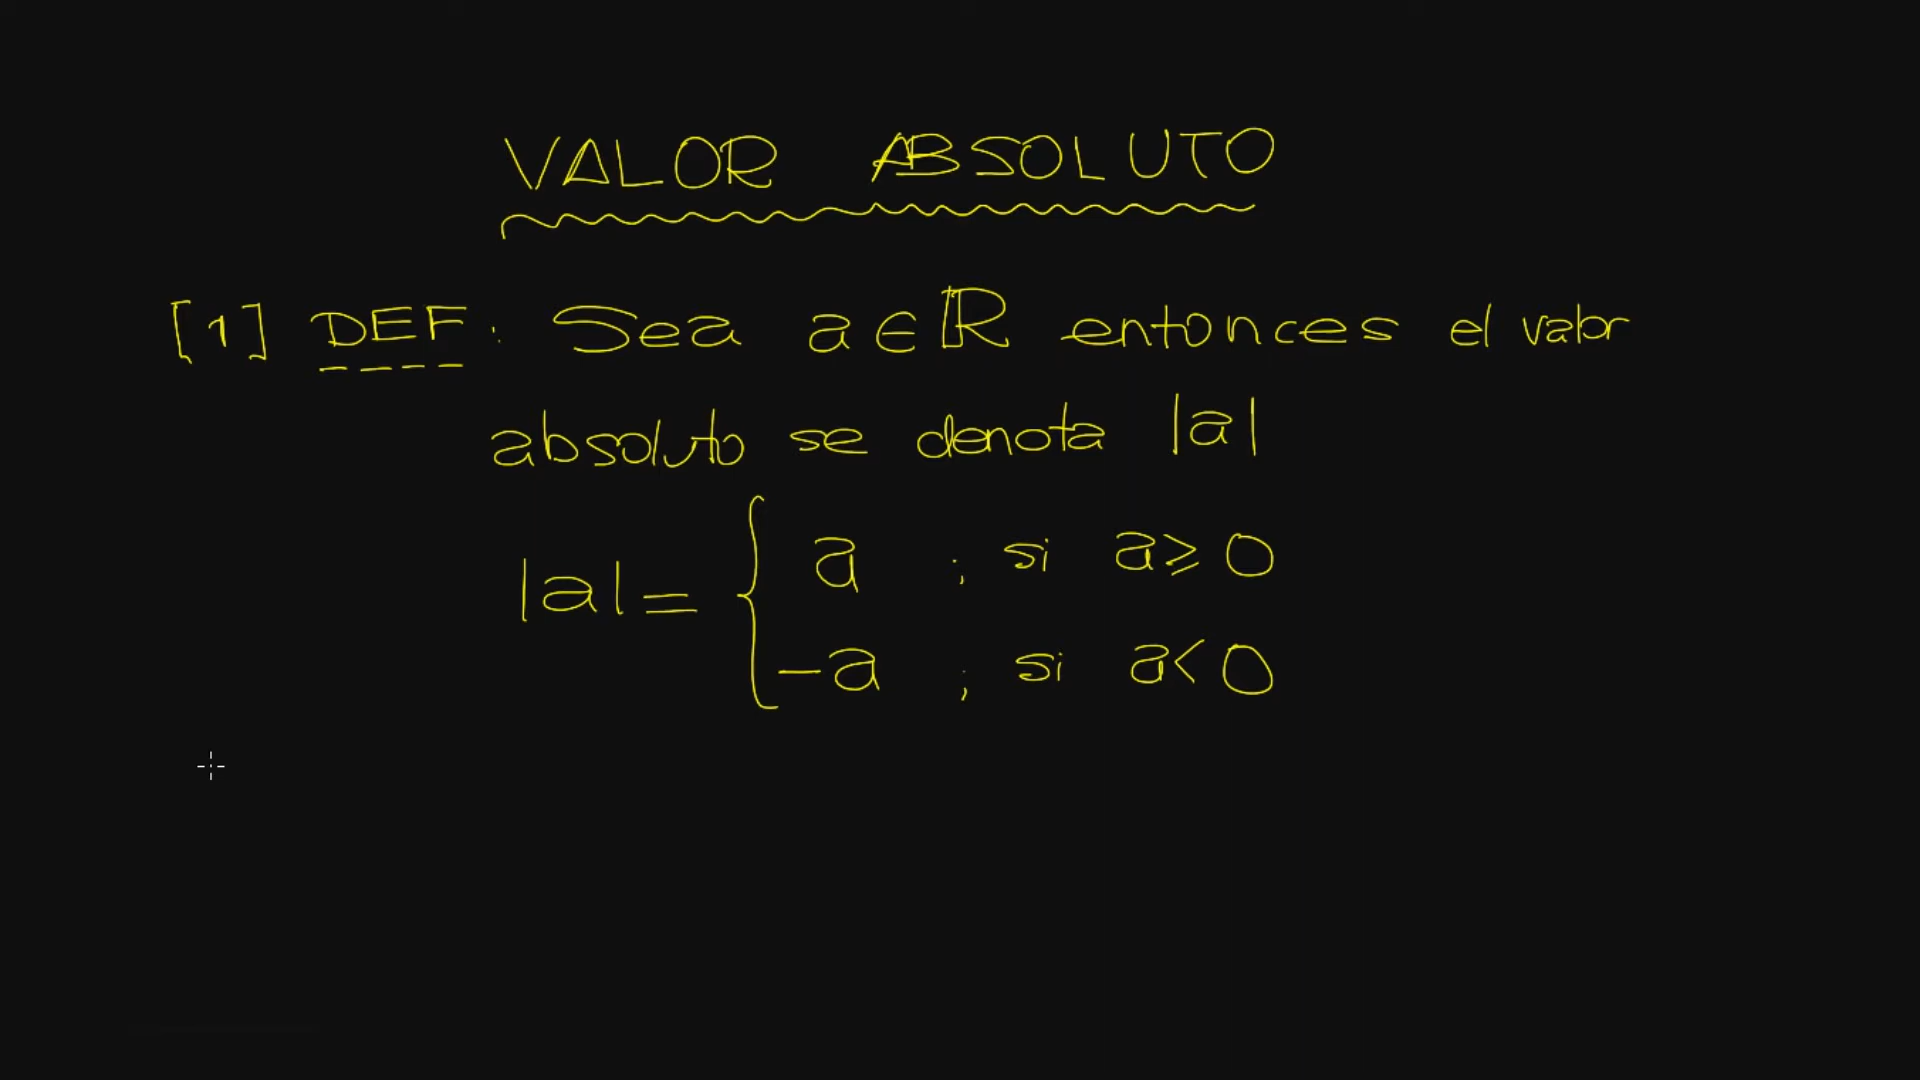 VALOR ABSOLUTO
[1] DEF: Sea a∈ℝ entonces el valor
absoluto se denota |a|
|a|= { a ; si a⩾0
-a ; si a<0